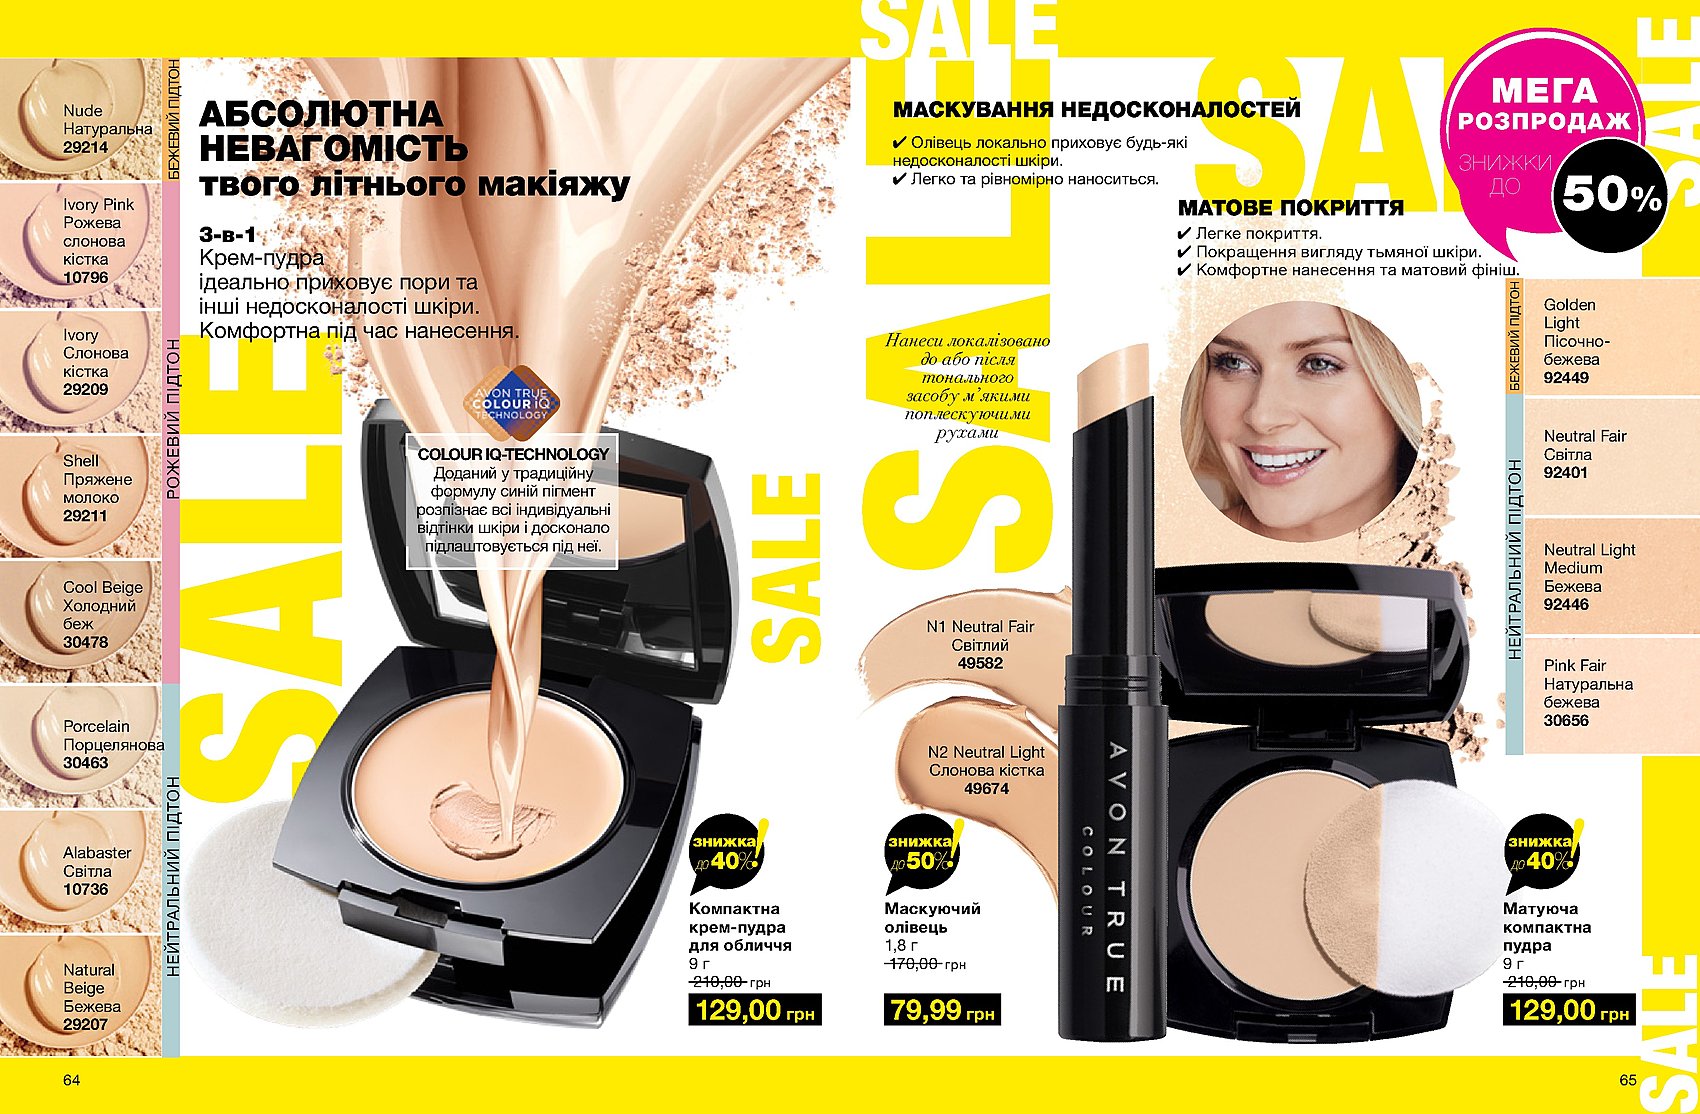 SALE
SALE
SALE
SALE
SALE
SALE
МЕГА
РОЗПРОДАЖ
ЗНИЖКИ
ДО
50%
Nude
Натуральна
29214
Ivory Pink
Рожева
слонова
кістка
10796
Ivory
Слонова
кістка
29209
Shell
Пряжене
молоко
29211
Cool Beige
Холодний
беж
30478
Porcelain
Порцелянова
30463
Alabaster
Світла
10736
Natural
Beige
Бежева
29207
БЕЖЕВИЙ ПІДТОН
РОЖЕВИЙ ПІДТОН
НЕЙТРАЛЬНИЙ ПІДТОН
АБСОЛЮТНА
НЕВАГОМІСТЬ
твого літнього макіяжу
3-в-1
Крем-пудра
ідеально приховує пори та
інші недосконалості шкіри.
Комфортна під час нанесення.
SALE
SALE
AVON TRUE
COLOUR IQ
TECHNOLOGY
COLOUR IQ-TECHNOLOGY
Доданий у традиційну
формулу синій пігмент
розпізнає всі індивідуальні
відтінки шкіри і досконало
підлаштовується під неї.
знижка
до 40%!
Компактна
крем-пудра
для обличчя
9 г
210,00 грн
129,00 грн
64
МАСКУВАННЯ НЕДОСКОНАЛОСТЕЙ
✔ Олівець локально приховує будь-які
недосконалості шкіри.
✔ Легко та рівномірно наноситься.
Нанеси локалізовано
до або після
тонального
засобу м’якими
поплескуючими
рухами
N1 Neutral Fair
Світлий
49582
N2 Neutral Light
Слонова кістка
49674
AVON TRUE
COLOUR
знижка
до 50%!
Маскуючий
олівець
1,8 г
170,00 грн
79,99 грн
МАТОВЕ ПОКРИТТЯ
✔ Легке покриття.
✔ Покращення вигляду тьмяної шкіри.
✔ Комфортне нанесення та матовий фініш.
БЕЖЕВИЙ ПІДТОН
НЕЙТРАЛЬНИЙ ПІДТОН
Golden
Light
Пісочно-
бежева
92449
Neutral Fair
Світла
92401
Neutral Light
Medium
Бежева
92446
Pink Fair
Натуральна
бежева
30656
знижка
до 40%!
Матуюча
компактна
пудра
9 г
210,00 грн
129,00 грн
65